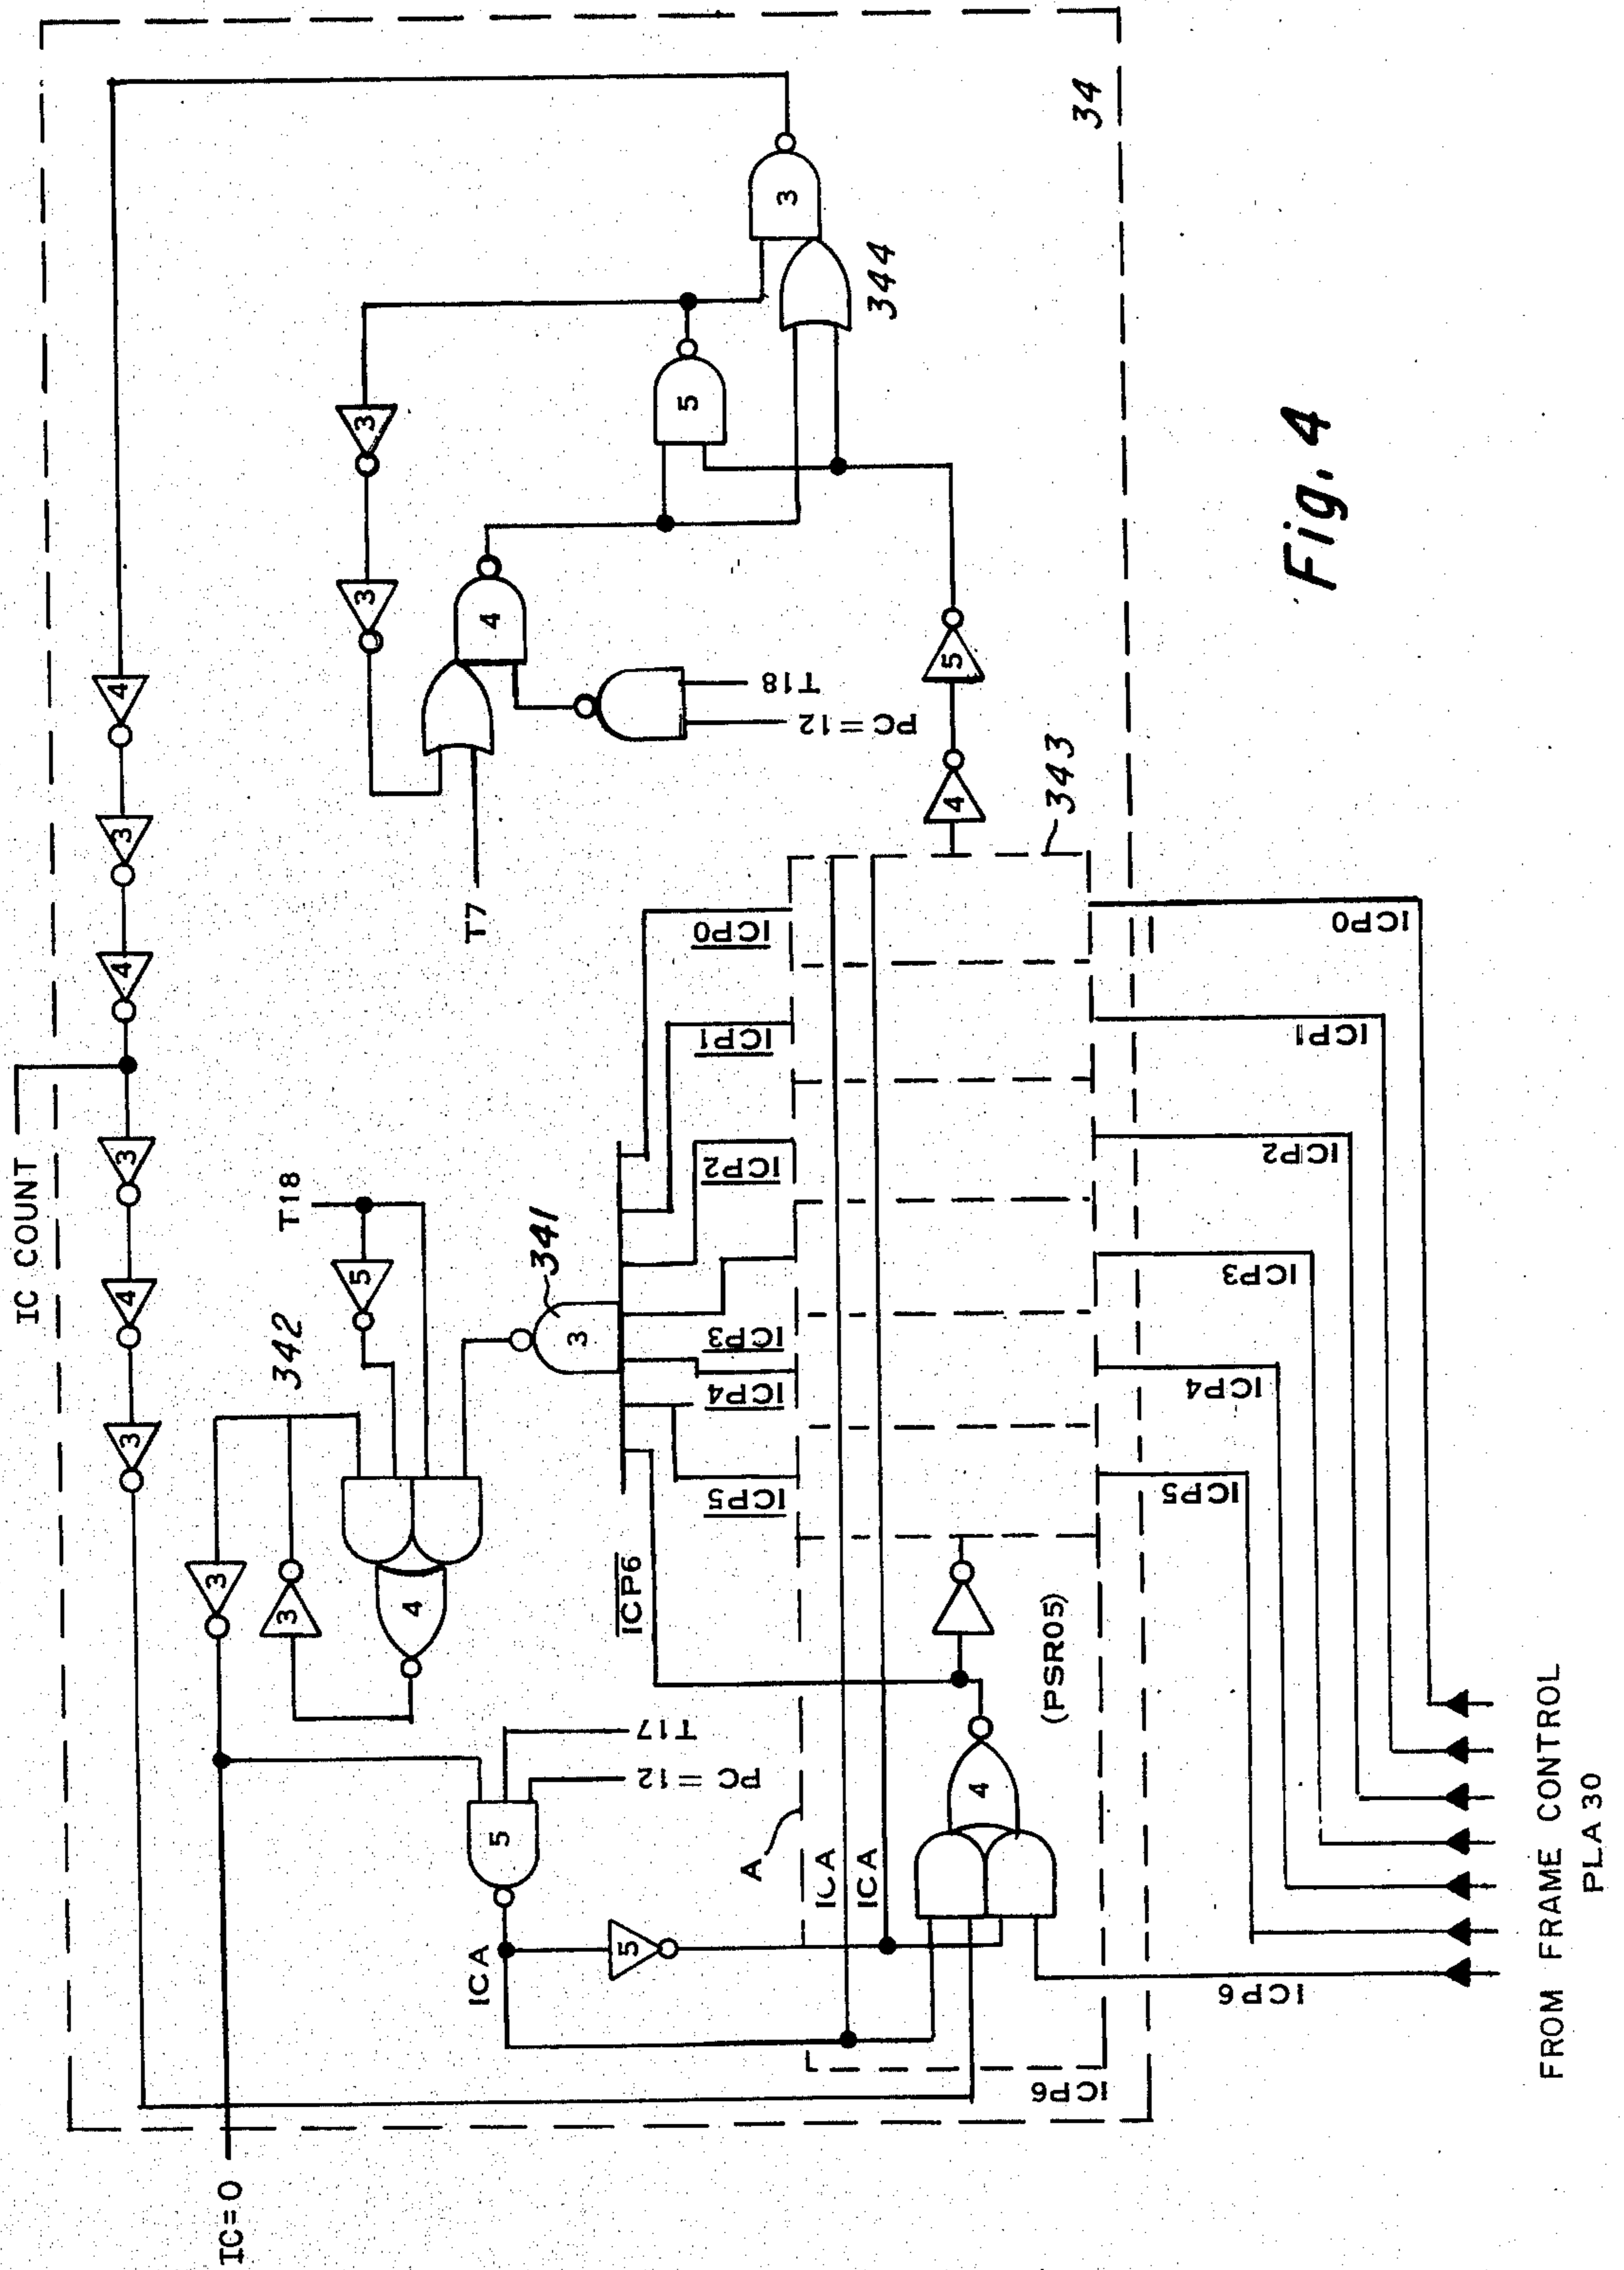 IC COUNT
34
4
3
4
3
4
3
3
344
5
3
3
4
T18
PC=12
T7
5
4
343
T18
5
342
341
3
ICP0
ICP1
ICP2
ICP3
ICP4
ICP5
ICP6
ICP0
ICP1
ICP2
ICP3
ICP4
ICP5
ICP6
3
3
4
T17
PC=12
5
ICA
5
A
ICA
ICA
4
(PSR05)
ICP6
IC=0
FROM FRAME CONTROL
PLA 30
Fig. 4